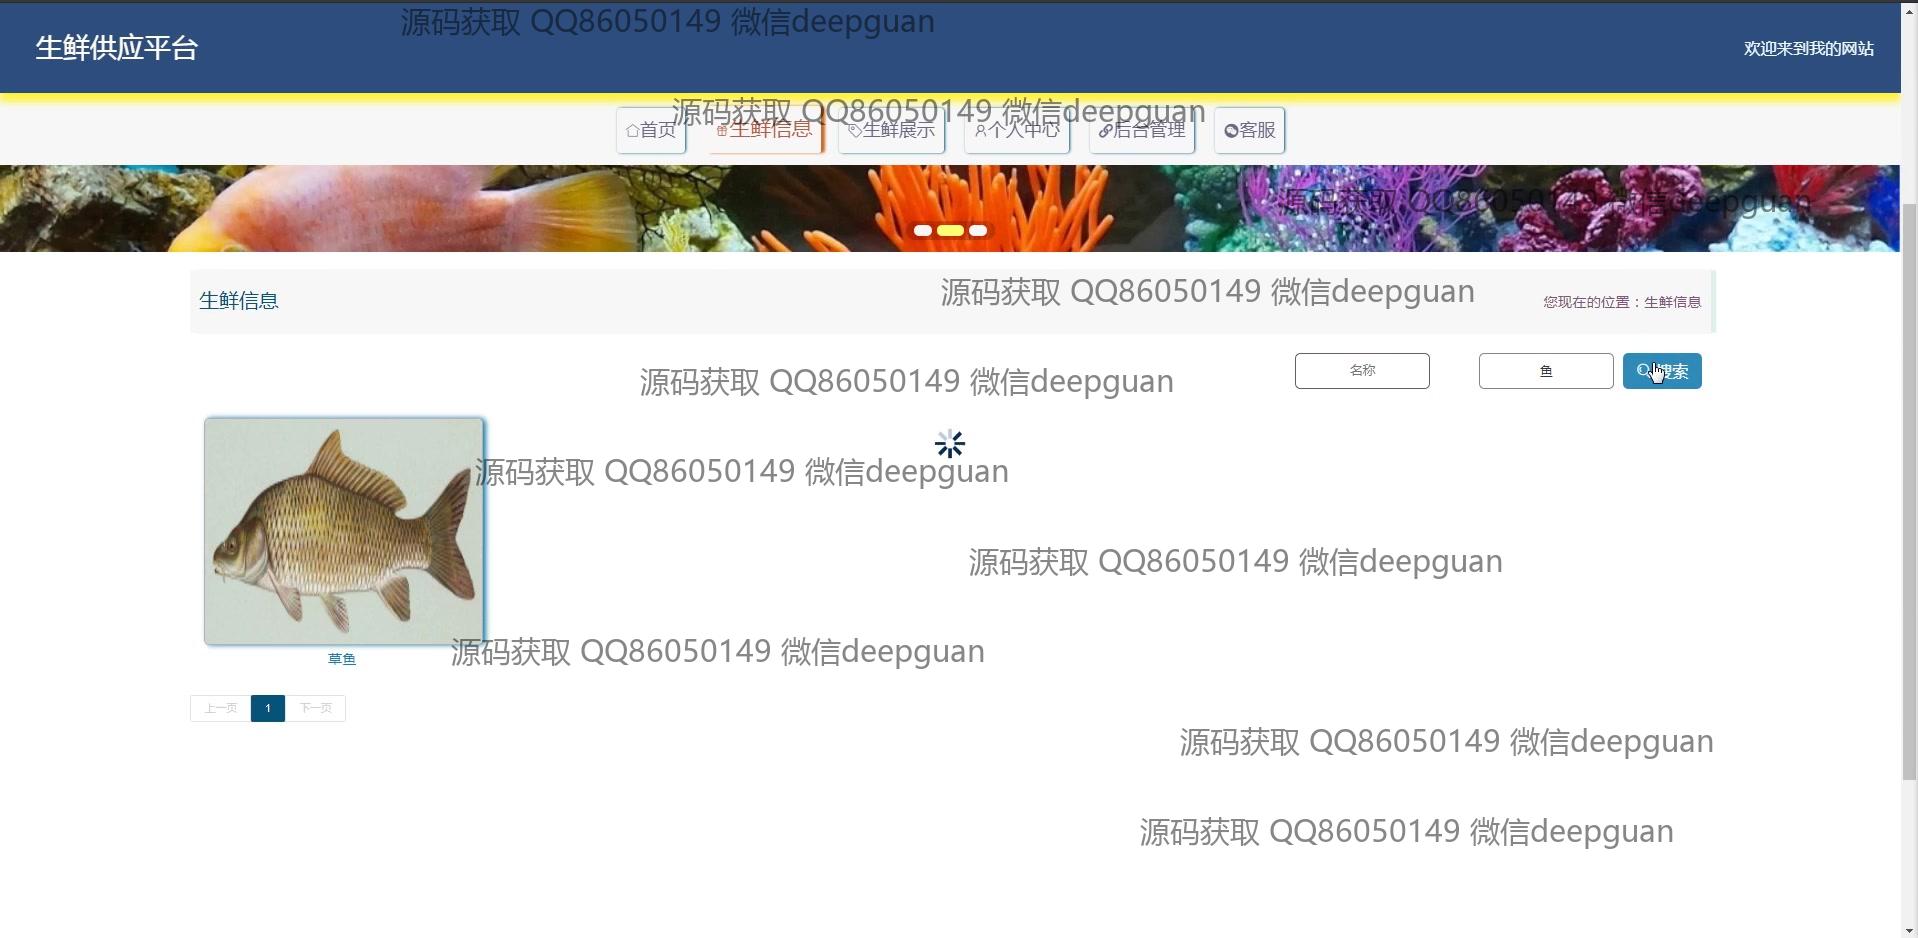 源码获取 QQ86050149 微信deepguan
生鲜供应平台
欢迎来到我的网站
源码获取 QQ86050149 微信deepguan
首页
生鲜信息
生鲜展示
个人中心
后台管理
客服
源码获取 QQ86050149 微信deepguan
源码获取 QQ86050149 微信deepguan
生鲜信息
您现在的位置：生鲜信息
源码获取 QQ86050149 微信deepguan
名称
鱼
搜索
源码获取 QQ86050149 微信deepguan
源码获取 QQ86050149 微信deepguan
源码获取 QQ86050149 微信deepguan
草鱼
上一页
1
下一页
源码获取 QQ86050149 微信deepguan
源码获取 QQ86050149 微信deepguan